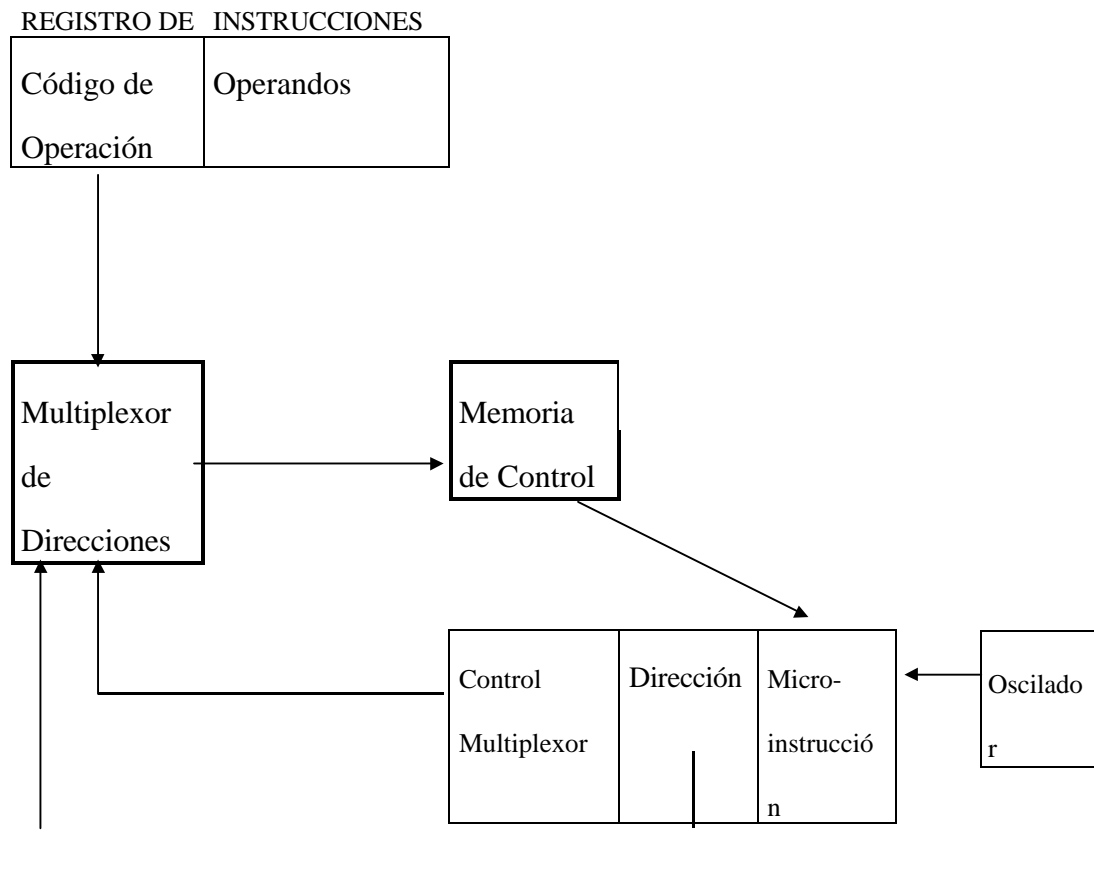 REGISTRO DE INSTRUCCIONES
Código de
Operación
Operandos
Multiplexor
de
Direcciones
Memoria
de Control
Control
Multiplexor
Dirección
Micro-
instrucció
n
Oscilado
r